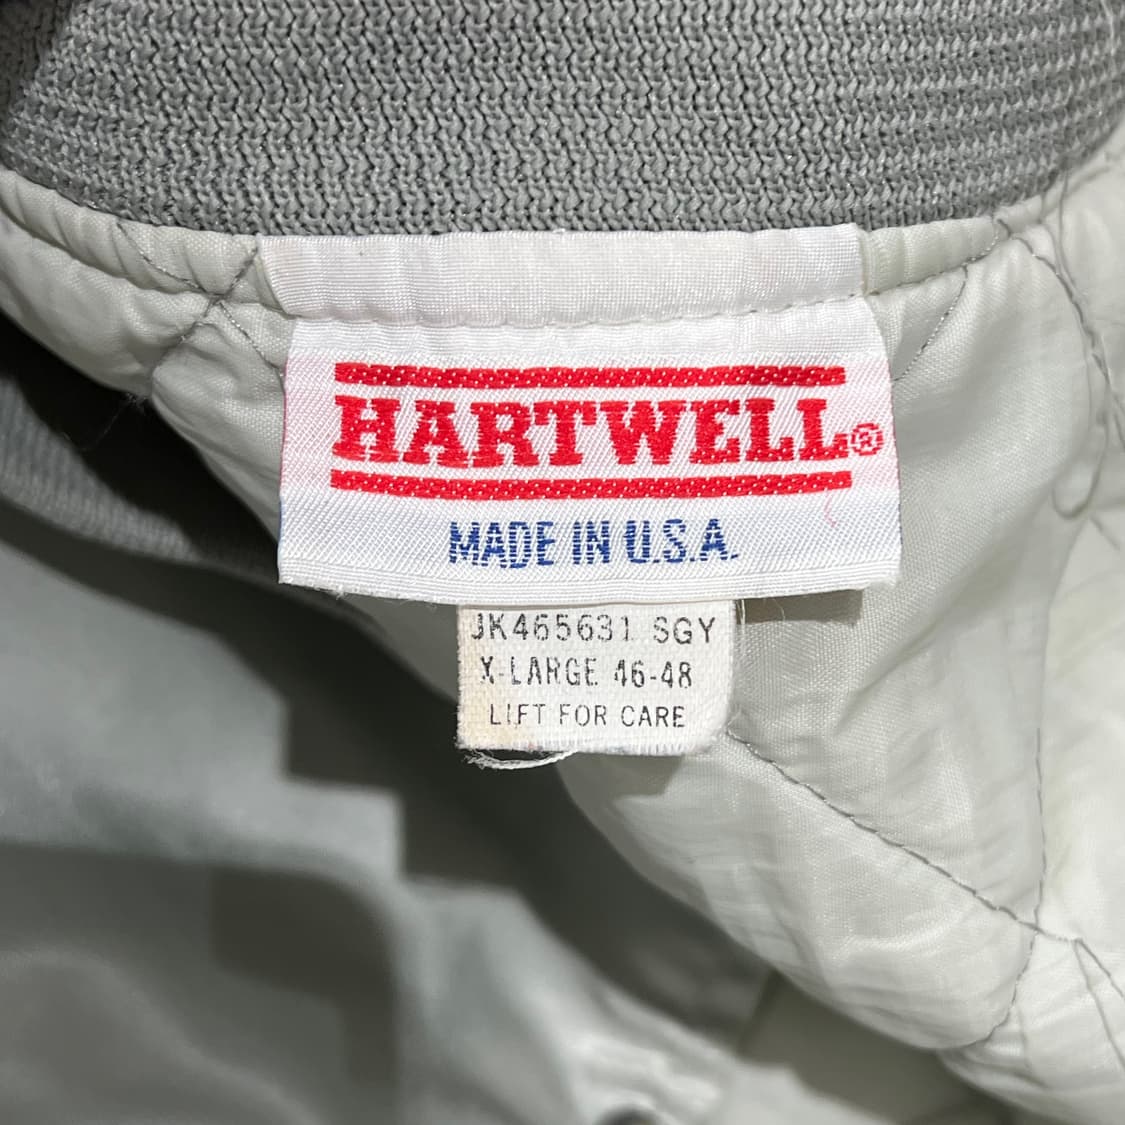 HARTWELL®
MADE IN U.S.A.
JK465631 SGY
X-LARGE 46-48
LIFT FOR CARE